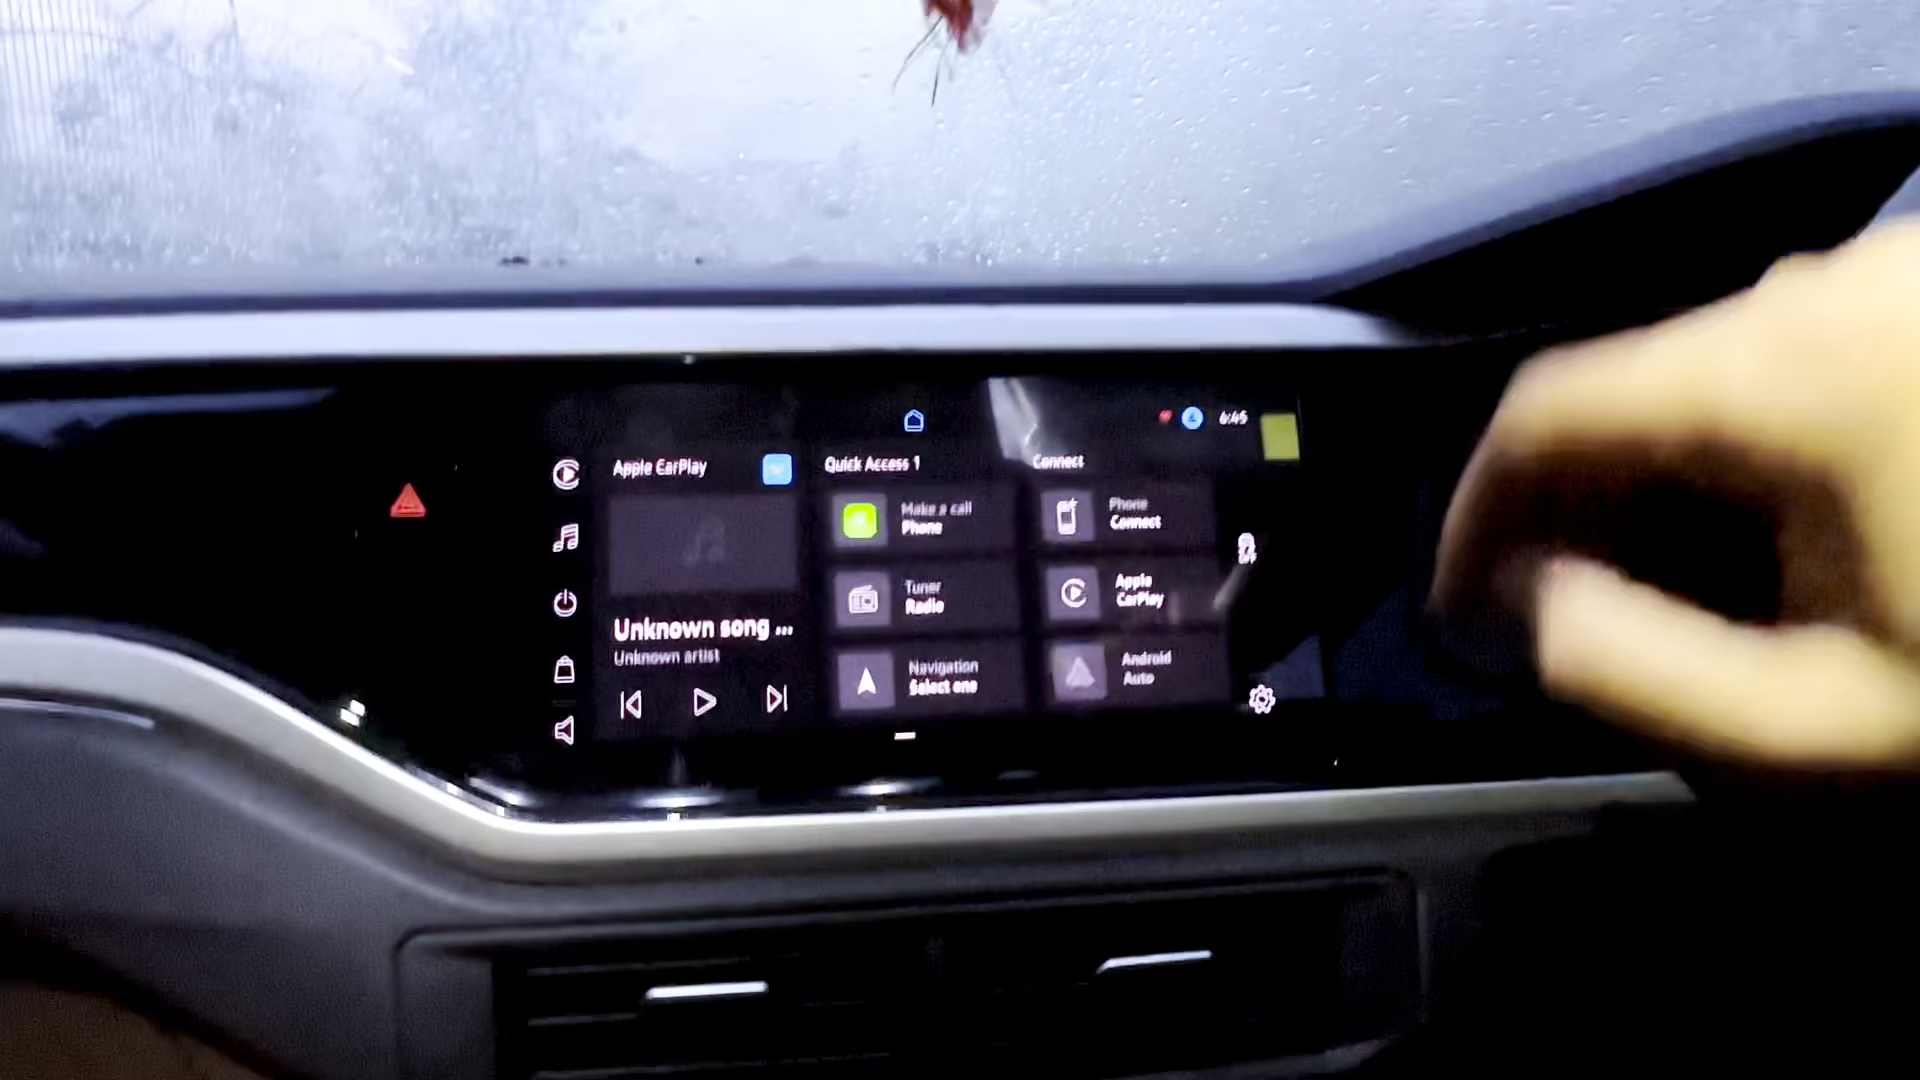 6:45
Apple CarPlay
Unknown song ...
Unknown artist
Quick Access 1
Make a call
Phone
Tuner
Radio
Navigation
Select one
Connect
Phone
Connect
Apple
CarPlay
Android
Auto
OFF